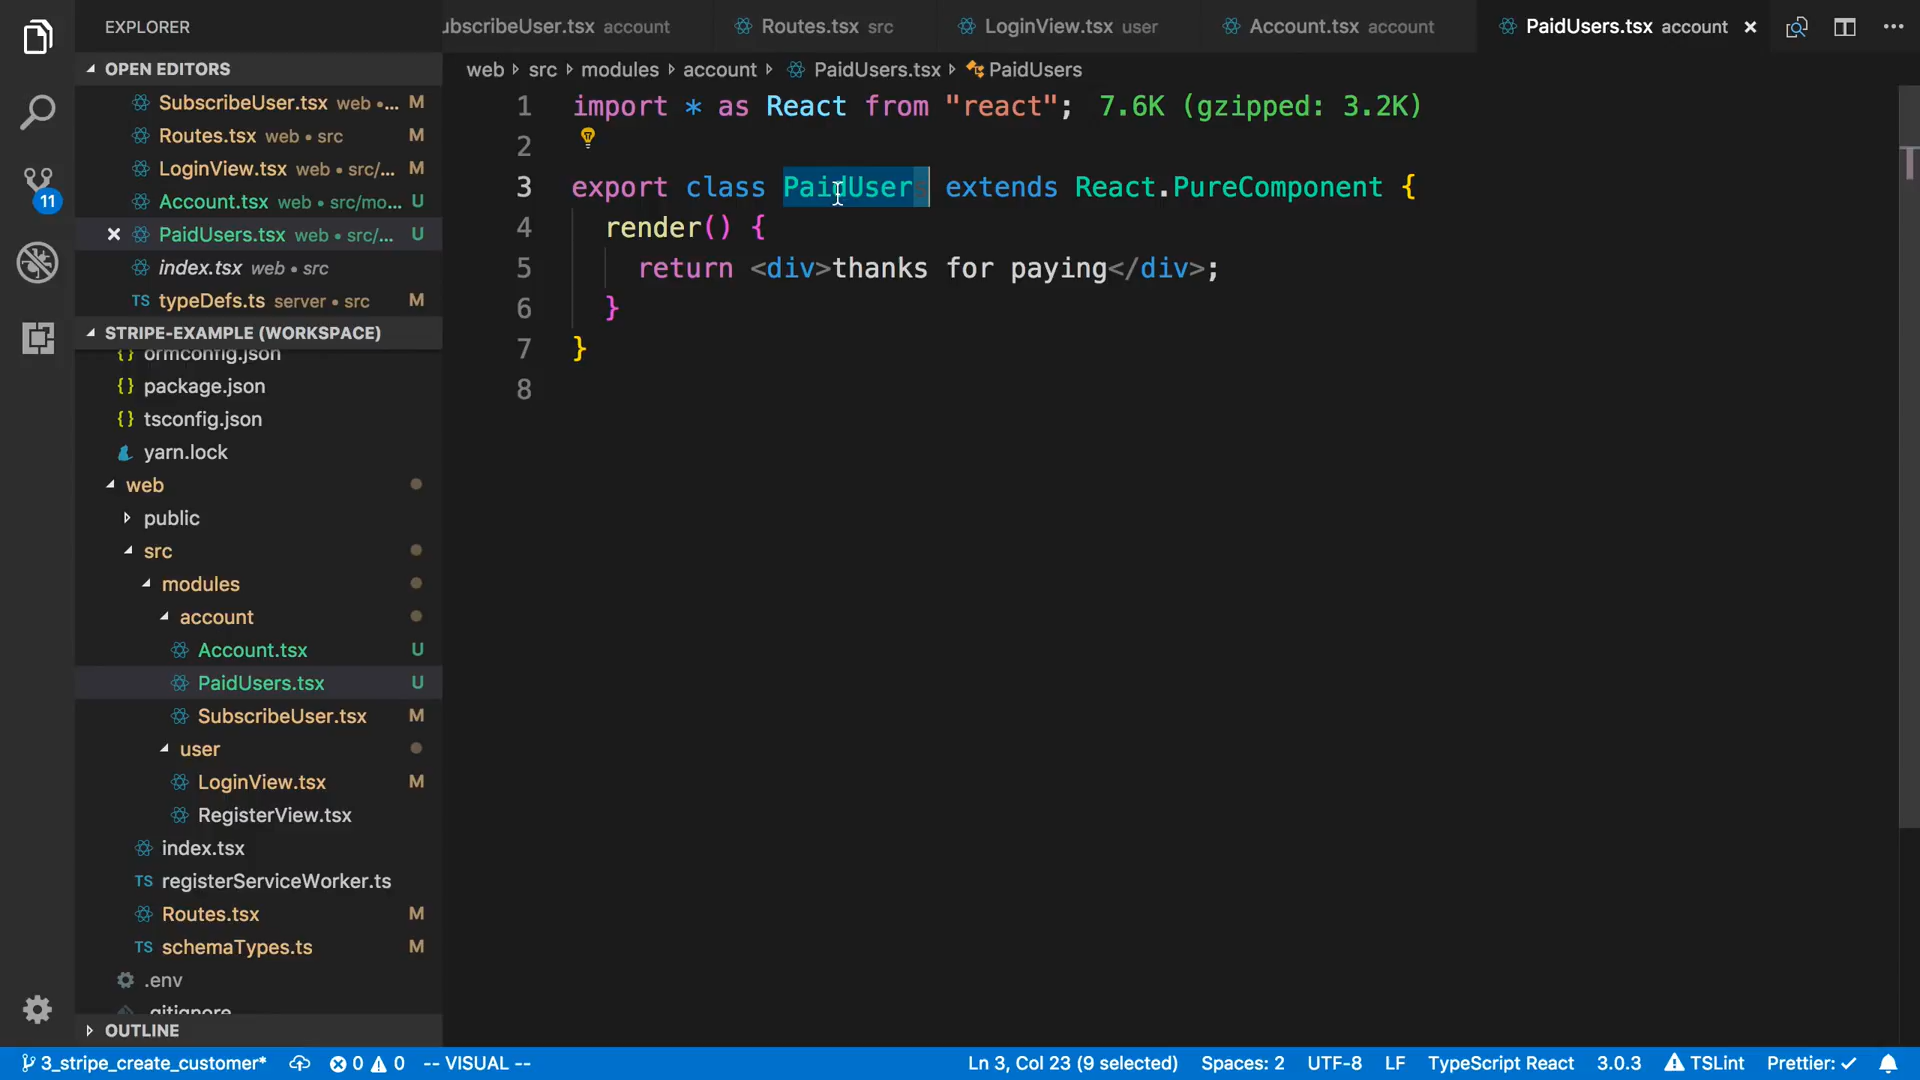 EXPLORER
OPEN EDITORS
SubscribeUser.tsx web •... M
Routes.tsx web • src M
LoginView.tsx web • src/... M
Account.tsx web • src/mo... U
PaidUsers.tsx web • src/... U
index.tsx web • src
TS typeDefs.ts server • src M
STRIPE-EXAMPLE (WORKSPACE)
{} ormconfig.json
{} package.json
{} tsconfig.json
yarn.lock
web
public
src
modules
account
Account.tsx U
PaidUsers.tsx U
SubscribeUser.tsx M
user
LoginView.tsx M
RegisterView.tsx
index.tsx
TS registerServiceWorker.ts
Routes.tsx M
TS schemaTypes.ts M
.env
.gitignore
OUTLINE
11
ubscribeUser.tsx account Routes.tsx src LoginView.tsx user Account.tsx account PaidUsers.tsx account
web src modules account PaidUsers.tsx PaidUsers
1 import * as React from "react"; 7.6K (gzipped: 3.2K)
2
3 export class PaidUsers extends React.PureComponent {
4 render() {
5 return <div>thanks for paying</div>;
6 }
7 }
8
3_stripe_create_customer* 0 0 -- VISUAL -- Ln 3, Col 23 (9 selected) Spaces: 2 UTF-8 LF TypeScript React 3.0.3 TSLint Prettier: ✓